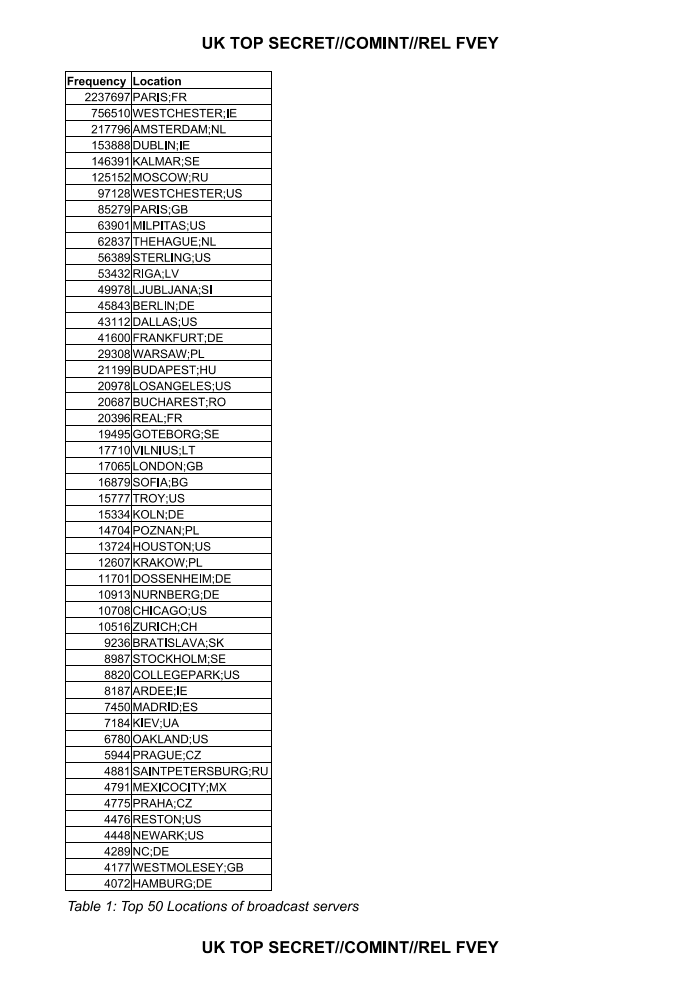 UK TOP SECRET//COMINT//REL FVEY
Frequency Location
2237697 PARIS;FR
756510 WESTCHESTER;IE
217796 AMSTERDAM;NL
153888 DUBLIN;IE
146391 KALMAR;SE
125152 MOSCOW;RU
97128 WESTCHESTER;US
85279 PARIS;GB
63901 MILPITAS;US
62837 THEHAGUE;NL
56389 STERLING;US
53432 RIGA;LV
49978 LJUBLJANA;SI
45843 BERLIN;DE
43112 DALLAS;US
41600 FRANKFURT;DE
29308 WARSAW;PL
21199 BUDAPEST;HU
20978 LOSANGELES;US
20687 BUCHAREST;RO
20396 REAL;FR
19495 GOTEBORG;SE
17710 VILNIUS;LT
17065 LONDON;GB
16879 SOFIA;BG
15777 TROY;US
15334 KOLN;DE
14704 POZNAN;PL
13724 HOUSTON;US
12607 KRAKOW;PL
11701 DOSSENHEIM;DE
10913 NURNBERG;DE
10708 CHICAGO;US
10516 ZURICH;CH
9236 BRATISLAVA;SK
8987 STOCKHOLM;SE
8820 COLLEGEPARK;US
8187 ARDEE;IE
7450 MADRID;ES
7184 KIEV;UA
6780 OAKLAND;US
5944 PRAGUE;CZ
4881 SAINTPETERSBURG;RU
4791 MEXICOCITY;MX
4775 PRAHA;CZ
4476 RESTON;US
4448 NEWARK;US
4289 NC;DE
4177 WESTMOLESEY;GB
4072 HAMBURG;DE
Table 1: Top 50 Locations of broadcast servers
UK TOP SECRET//COMINT//REL FVEY